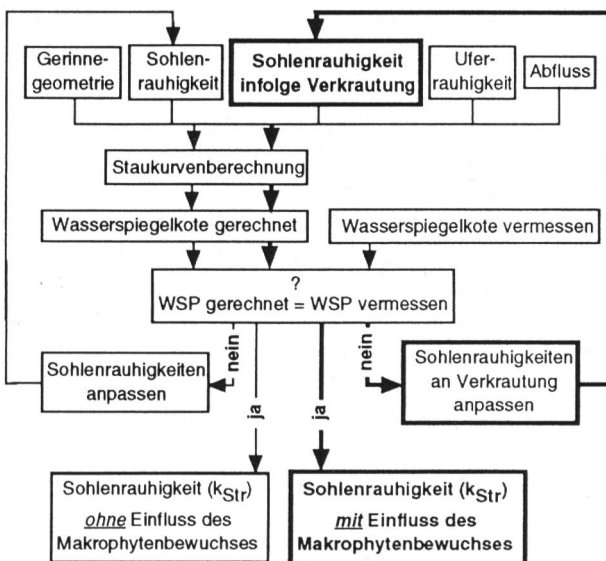 Gerinne-
geometrie
Sohlen-
rauhigkeit
Sohlenrauhigkeit
infolge Verkrautung
Ufer-
rauhigkeit
Abfluss
Staukurvenberechnung
Wasserspiegelkote gerechnet
Wasserspiegelkote vermessen
?
WSP gerechnet = WSP vermessen
nein
nein
Sohlenrauhigkeiten
anpassen
ja
ja
Sohlenrauhigkeiten
an Verkrautung
anpassen
Sohlenrauhigkeit (kStr)
ohne Einfluss des
Makrophytenbewuchses
Sohlenrauhigkeit (kStr)
mit Einfluss des
Makrophytenbewuchses